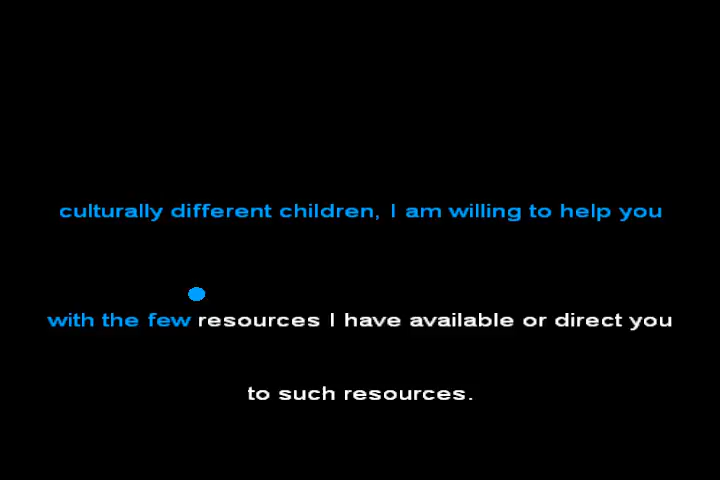 culturally different children, I am willing to help you
with the few resources I have available or direct you
to such resources.